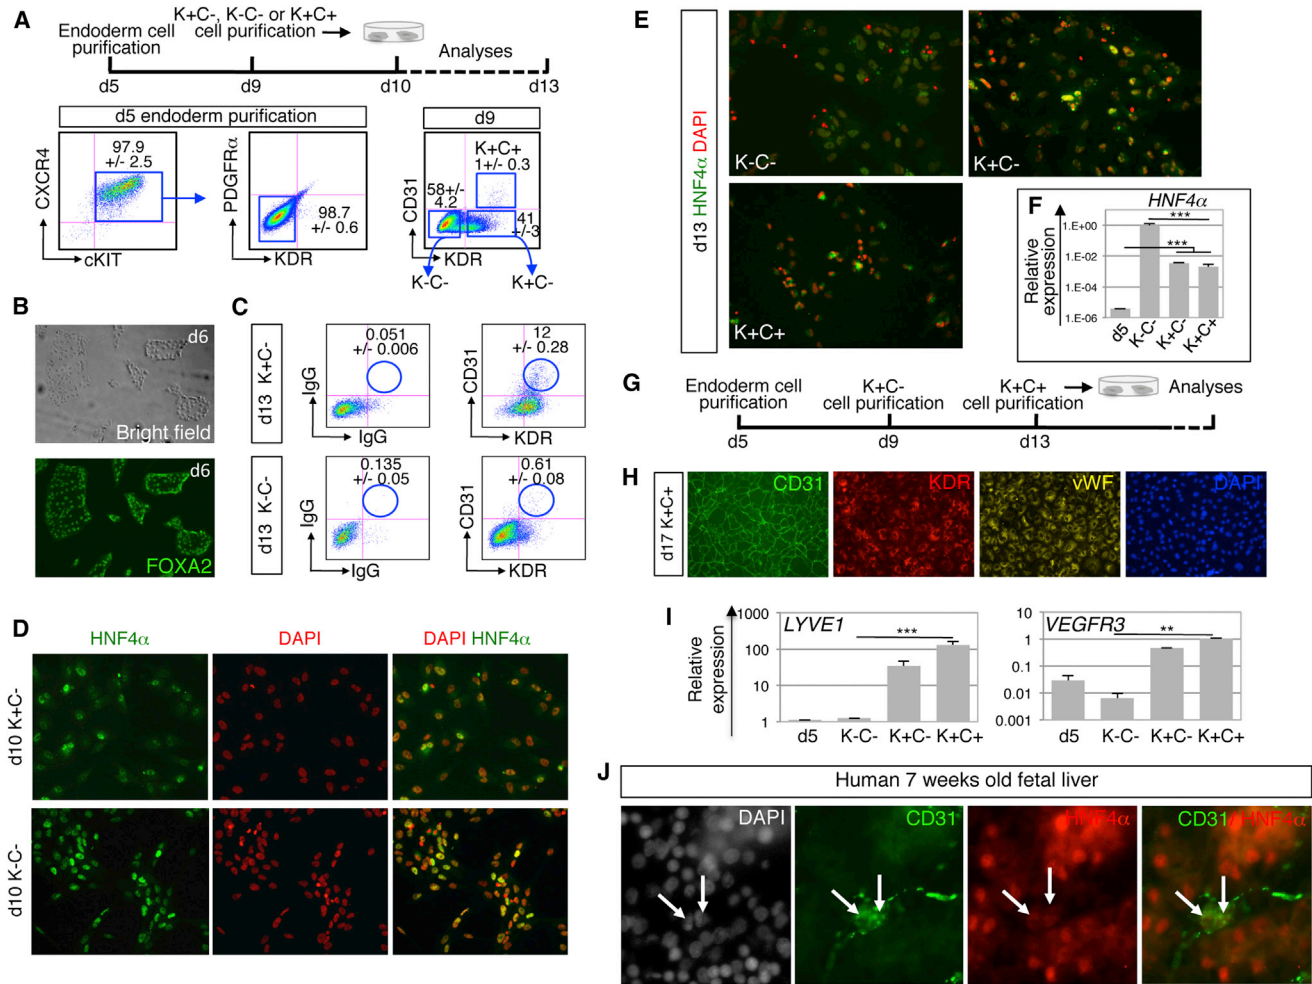 A
K+C-, K-C- or K+C+
Endoderm cell
purification
cell purification
Analyses
d5
d9
d10
d13
d5 endoderm purification
d9
CXCR4
97.9
+/- 2.5
cKIT
PDGFRα
98.7
+/- 0.6
KDR
CD31
K+C+
1+/- 0.3
58+/-
4.2
41
+/-3
KDR
K-C-
K+C-
B
d6
Bright field
d6
FOXA2
C
d13 K+C-
IgG
0.051
+/- 0.006
IgG
CD31
12
+/- 0.28
KDR
d13 K-C-
IgG
0.135
+/- 0.05
IgG
CD31
0.61
+/- 0.08
KDR
D
HNF4α
DAPI
DAPI HNF4α
d10 K+C-
d10 K-C-
E
d13 HNF4α DAPI
K-C-
K+C-
K+C+
F
HNF4α
Relative
expression
1.E+00
1.E-02
1.E-04
1.E-06
***
***
d5
K-C-
K+C-
K+C+
G
Endoderm cell
purification
K+C-
cell purification
K+C+
cell purification
Analyses
d5
d9
d13
H
d17 K+C+
CD31
KDR
vWF
DAPI
I
Relative
expression
LYVE1
1000
100
10
1
***
d5
K-C-
K+C-
K+C+
VEGFR3
10
1
0.1
0.01
0.001
**
d5
K-C-
K+C-
K+C+
J
Human 7 weeks old fetal liver
DAPI
CD31
HNF4α
CD31/HNF4α